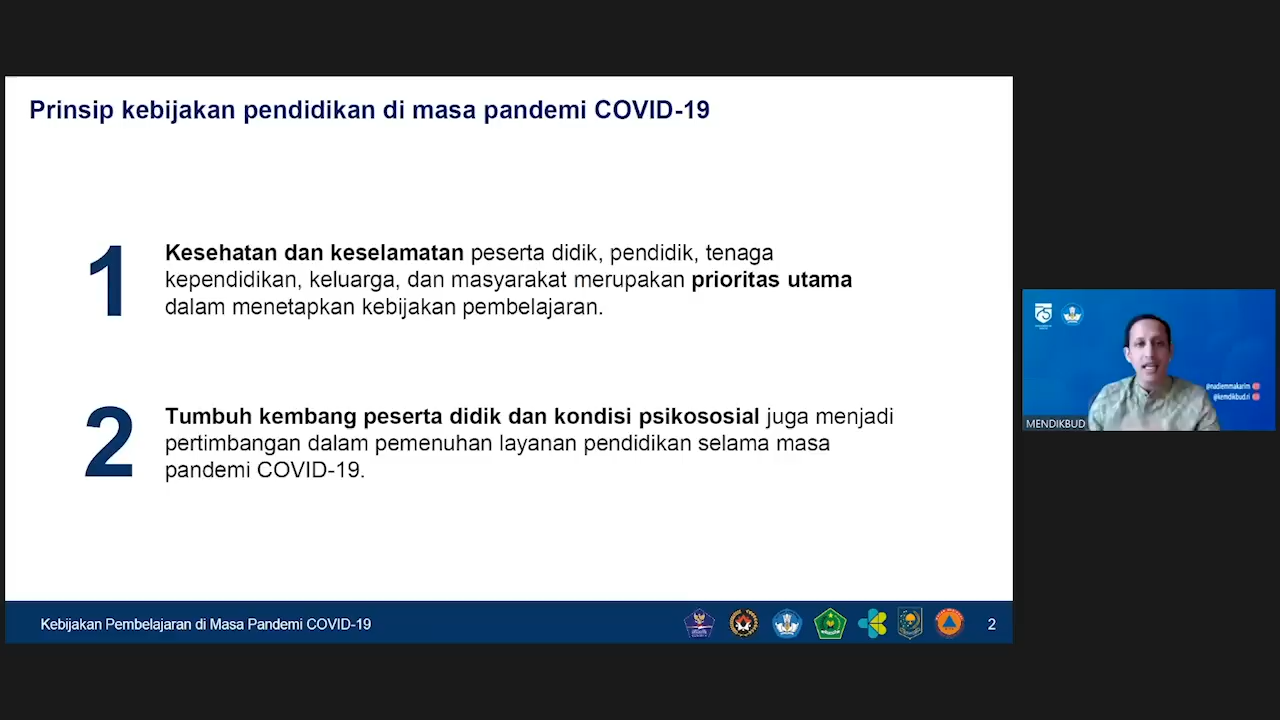 Prinsip kebijakan pendidikan di masa pandemi COVID-19
1
Kesehatan dan keselamatan peserta didik, pendidik, tenaga
kependidikan, keluarga, dan masyarakat merupakan prioritas utama
dalam menetapkan kebijakan pembelajaran.
2
Tumbuh kembang peserta didik dan kondisi psikososial juga menjadi
pertimbangan dalam pemenuhan layanan pendidikan selama masa
pandemi COVID-19.
Kebijakan Pembelajaran di Masa Pandemi COVID-19
2
75
@nadiemmakarim
@kemdikbud.ri
MENDIKBUD